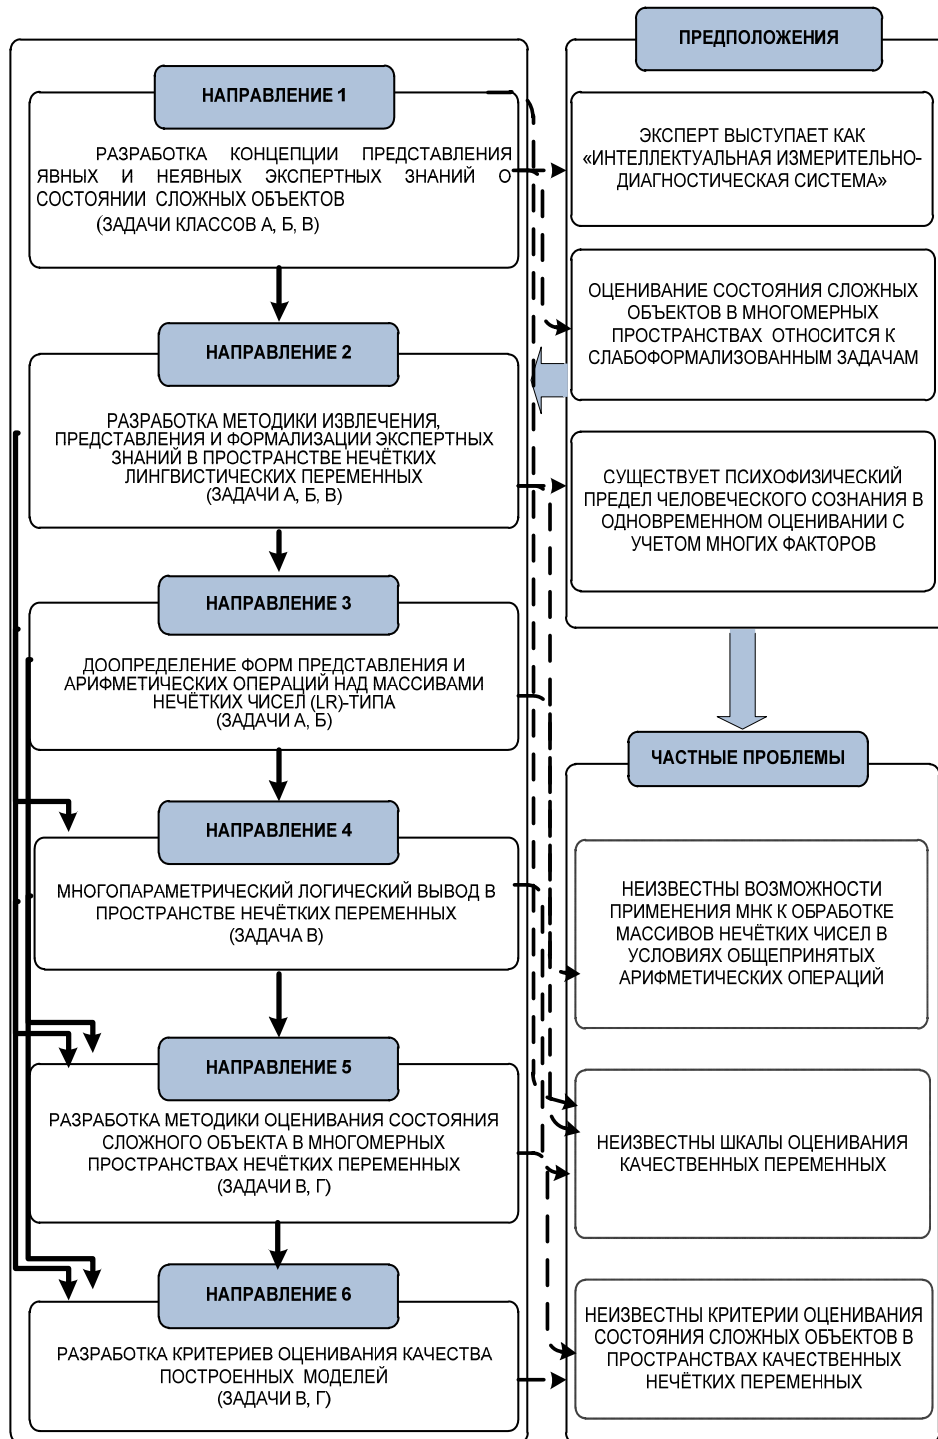 НАПРАВЛЕНИЕ 1
РАЗРАБОТКА КОНЦЕПЦИИ ПРЕДСТАВЛЕНИЯ
ЯВНЫХ И НЕЯВНЫХ ЭКСПЕРТНЫХ ЗНАНИЙ О
СОСТОЯНИИ СЛОЖНЫХ ОБЪЕКТОВ
(ЗАДАЧИ КЛАССОВ А, Б, В)
НАПРАВЛЕНИЕ 2
РАЗРАБОТКА МЕТОДИКИ ИЗВЛЕЧЕНИЯ,
ПРЕДСТАВЛЕНИЯ И ФОРМАЛИЗАЦИИ ЭКСПЕРТНЫХ
ЗНАНИЙ В ПРОСТРАНСТВЕ НЕЧЁТКИХ
ЛИНГВИСТИЧЕСКИХ ПЕРЕМЕННЫХ
(ЗАДАЧИ А, Б, В)
НАПРАВЛЕНИЕ 3
ДООПРЕДЕЛЕНИЕ ФОРМ ПРЕДСТАВЛЕНИЯ И
АРИФМЕТИЧЕСКИХ ОПЕРАЦИЙ НАД МАССИВАМИ
НЕЧЁТКИХ ЧИСЕЛ (LR)-ТИПА
(ЗАДАЧИ А, Б)
НАПРАВЛЕНИЕ 4
МНОГОПАРАМЕТРИЧЕСКИЙ ЛОГИЧЕСКИЙ ВЫВОД В
ПРОСТРАНСТВЕ НЕЧЁТКИХ ПЕРЕМЕННЫХ
(ЗАДАЧА В)
НАПРАВЛЕНИЕ 5
РАЗРАБОТКА МЕТОДИКИ ОЦЕНИВАНИЯ СОСТОЯНИЯ
СЛОЖНОГО ОБЪЕКТА В МНОГОМЕРНЫХ
ПРОСТРАНСТВАХ НЕЧЁТКИХ ПЕРЕМЕННЫХ
(ЗАДАЧИ В, Г)
НАПРАВЛЕНИЕ 6
РАЗРАБОТКА КРИТЕРИЕВ ОЦЕНИВАНИЯ КАЧЕСТВА
ПОСТРОЕННЫХ МОДЕЛЕЙ
(ЗАДАЧИ В, Г)
ПРЕДПОЛОЖЕНИЯ
ЭКСПЕРТ ВЫСТУПАЕТ КАК
«ИНТЕЛЛЕКТУАЛЬНАЯ ИЗМЕРИТЕЛЬНО-
ДИАГНОСТИЧЕСКАЯ СИСТЕМА»
ОЦЕНИВАНИЕ СОСТОЯНИЯ СЛОЖНЫХ
ОБЪЕКТОВ В МНОГОМЕРНЫХ
ПРОСТРАНСТВАХ ОТНОСИТСЯ К
СЛАБОФОРМАЛИЗОВАННЫМ ЗАДАЧАМ
СУЩЕСТВУЕТ ПСИХОФИЗИЧЕСКИЙ
ПРЕДЕЛ ЧЕЛОВЕЧЕСКОГО СОЗНАНИЯ В
ОДНОВРЕМЕННОМ ОЦЕНИВАНИИ С
УЧЕТОМ МНОГИХ ФАКТОРОВ
ЧАСТНЫЕ ПРОБЛЕМЫ
НЕИЗВЕСТНЫ ВОЗМОЖНОСТИ
ПРИМЕНЕНИЯ МНК К ОБРАБОТКЕ
МАССИВОВ НЕЧЁТКИХ ЧИСЕЛ В
УСЛОВИЯХ ОБЩЕПРИНЯТЫХ
АРИФМЕТИЧЕСКИХ ОПЕРАЦИЙ
НЕИЗВЕСТНЫ ШКАЛЫ ОЦЕНИВАНИЯ
КАЧЕСТВЕННЫХ ПЕРЕМЕННЫХ
НЕИЗВЕСТНЫ КРИТЕРИИ ОЦЕНИВАНИЯ
СОСТОЯНИЯ СЛОЖНЫХ ОБЪЕКТОВ В
ПРОСТРАНСТВАХ КАЧЕСТВЕННЫХ
НЕЧЁТКИХ ПЕРЕМЕННЫХ